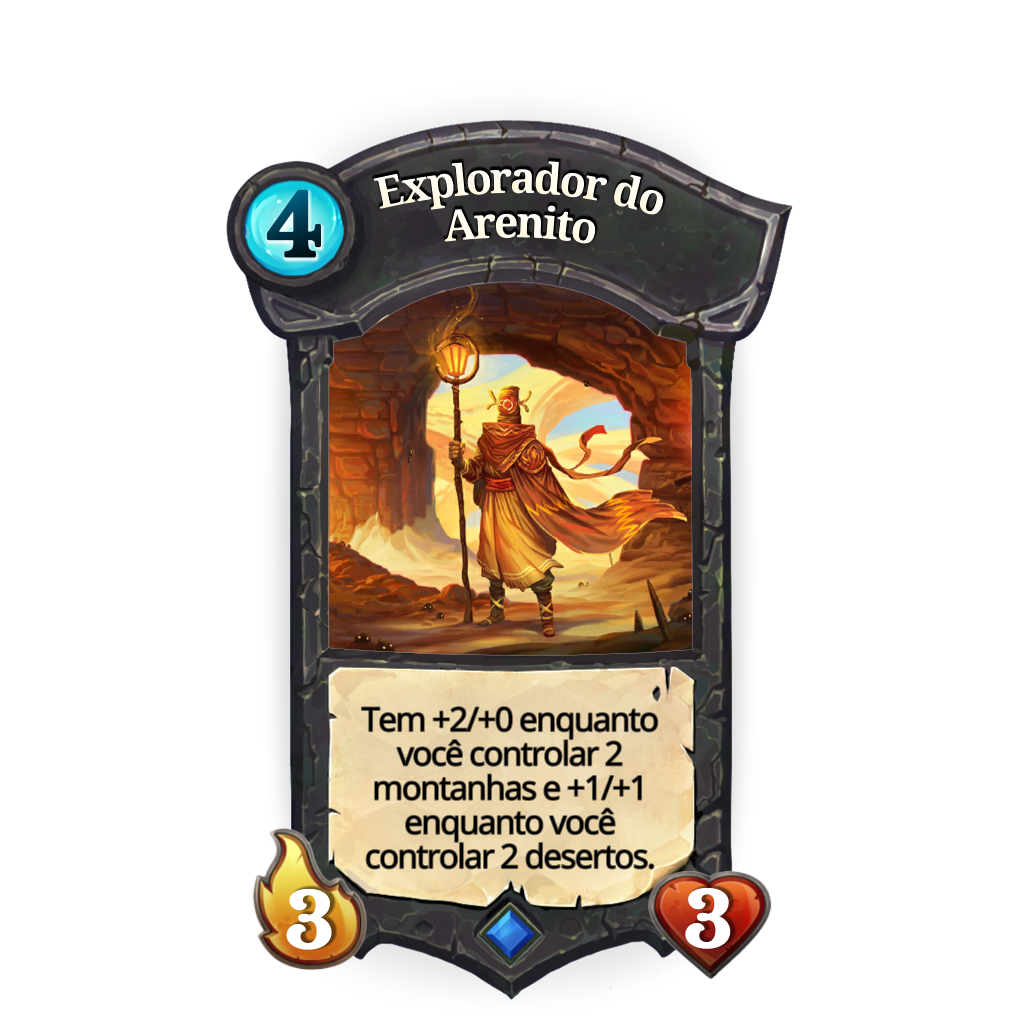 4
Explorador do
Arenito
Tem +2/+0 enquanto
você controlar 2
montanhas e +1/+1
enquanto você
controlar 2 desertos.
3
3